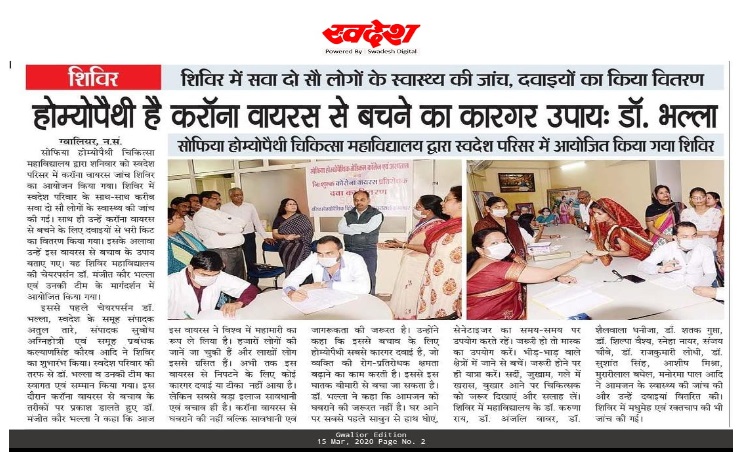 स्वदेश
Powered By : Swadesh Digital
शिविर
शिविर में सवा दो सौ लोगों के स्वास्थ्य की जांच, दवाइयों का किया वितरण
होम्योपैथी है करॉना वायरस से बचने का कारगर उपायः डॉ. भल्ला
सोफिया होम्योपैथी चिकित्सा महाविद्यालय द्वारा स्वदेश परिसर में आयोजित किया गया शिविर
ग्वालियर, न.सं.
सोफिया होम्योपैथी चिकित्सा
महाविद्यालय द्वारा शनिवार को स्वदेश
परिसर में करॉना वायरस जांच शिविर
का आयोजन किया गया। शिविर में
स्वदेश परिवार के साथ-साथ करीब
सवा दो सौ लोगों के स्वास्थ्य की जांच
की गई। साथ ही उन्हें करॉना वायरस
से बचने के लिए दवाइयों से भरी किट
का वितरण किया गया। इसके अलावा
उन्हें इस वायरस से बचाव के उपाय
बताए गए। यह शिविर महाविद्यालय
की चेयरपर्सन डॉ. मंजीत कौर भल्ला
एवं उनकी टीम के मार्गदर्शन में
आयोजित किया गया।
इससे पहले चेयरपर्सन डॉ.
भल्ला, स्वदेश के समूह संपादक
अतुल तारे, संपादक सुबोध
अग्निहोत्री एवं समूह प्रबंधक
कल्याणसिंह कौरव आदि ने शिविर
का शुभारंभ किया। स्वदेश परिवार की
तरफ से डॉ. भल्ला व उनकी टीम का
स्वागत एवं सम्मान किया गया। इस
दौरान करॉना वायरस से बचाव के
तरीकों पर प्रकाश डालते हुए डॉ.
मंजीत कौर भल्ला ने कहा कि आज
इस वायरस ने विश्व में महामारी का
रूप ले लिया है। हजारों लोगों की
जानें जा चुकी हैं और लाखों लोग
इससे ग्रसित हैं। अभी तक इस
वायरस से निपटने के लिए कोई
कारगर दवाई या टीका नहीं आया है।
लेकिन सबसे बड़ा इलाज सावधानी
एवं बचाव ही है। करॉना वायरस से
घबराने की नहीं बल्कि सावधानी एवं
जागरूकता की जरूरत है। उन्होंने
कहा कि इससे बचाव के लिए
होम्योपैथी सबसे कारगर दवाई है, जो
व्यक्ति की रोग-प्रतिरोधक क्षमता
बढ़ाने का काम करती है। इससे इस
घातक बीमारी से बचा जा सकता है।
डॉ. भल्ला ने कहा कि आमजन को
घबराने की जरूरत नहीं है। घर आने
पर सबसे पहले साबुन से हाथ धोएं,
सेनेटाइजर का समय-समय पर
उपयोग करते रहें। जरूरी हो तो मास्क
का उपयोग करें। भीड़-भाड़ वाले
क्षेत्रों में जाने से बचें। जरूरी होने पर
ही यात्रा करें। सर्दी, जुखाम, गले में
खरास, बुखार आने पर चिकित्सक
को जरूर दिखाएं और सलाह लें।
शिविर में महाविद्यालय के डॉ. करुणा
राय, डॉ. अंजलि वावर, डॉ.
शैलवाला धनौजा, डॉ. शतक गुप्ता,
डॉ. शिल्पा वैश्य, स्नेहा नायर, संजय
चौबे, डॉ. राजकुमारी लोधी, डॉ.
सुशांत सिंह, आशीष मिश्रा,
मुरारीलाल बघेल, मनोरमा पाल आदि
ने आमजन के स्वास्थ्य की जांच की
और उन्हें दवाइयां वितरित की।
शिविर में मधुमेह एवं रक्तचाप की भी
जांच की गई।
Gwalior Edition
15 Mar, 2020 Page No. 2